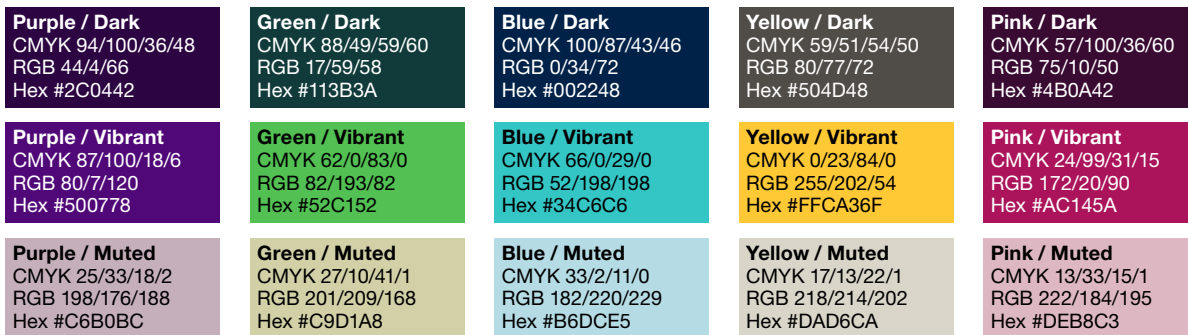 Purple / Dark
CMYK 94/100/36/48
RGB 44/4/66
Hex #2C0442
Green / Dark
CMYK 88/49/59/60
RGB 17/59/58
Hex #113B3A
Blue / Dark
CMYK 100/87/43/46
RGB 0/34/72
Hex #002248
Yellow / Dark
CMYK 59/51/54/50
RGB 80/77/72
Hex #504D48
Pink / Dark
CMYK 57/100/36/60
RGB 75/10/50
Hex #4B0A42
Purple / Vibrant
CMYK 87/100/18/6
RGB 80/7/120
Hex #500778
Green / Vibrant
CMYK 62/0/83/0
RGB 82/193/82
Hex #52C152
Blue / Vibrant
CMYK 66/0/29/0
RGB 52/198/198
Hex #34C6C6
Yellow / Vibrant
CMYK 0/23/84/0
RGB 255/202/54
Hex #FFCA36F
Pink / Vibrant
CMYK 24/99/31/15
RGB 172/20/90
Hex #AC145A
Purple / Muted
CMYK 25/33/18/2
RGB 198/176/188
Hex #C6B0BC
Green / Muted
CMYK 27/10/41/1
RGB 201/209/168
Hex #C9D1A8
Blue / Muted
CMYK 33/2/11/0
RGB 182/220/229
Hex #B6DCE5
Yellow / Muted
CMYK 17/13/22/1
RGB 218/214/202
Hex #DAD6CA
Pink / Muted
CMYK 13/33/15/1
RGB 222/184/195
Hex #DEB8C3